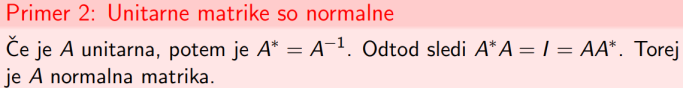 Primer 2: Unitarne matrike so normalne
Če je A unitarna, potem je A* = A⁻¹. Odtod sledi A*A = I = AA*. Torej
je A normalna matrika.